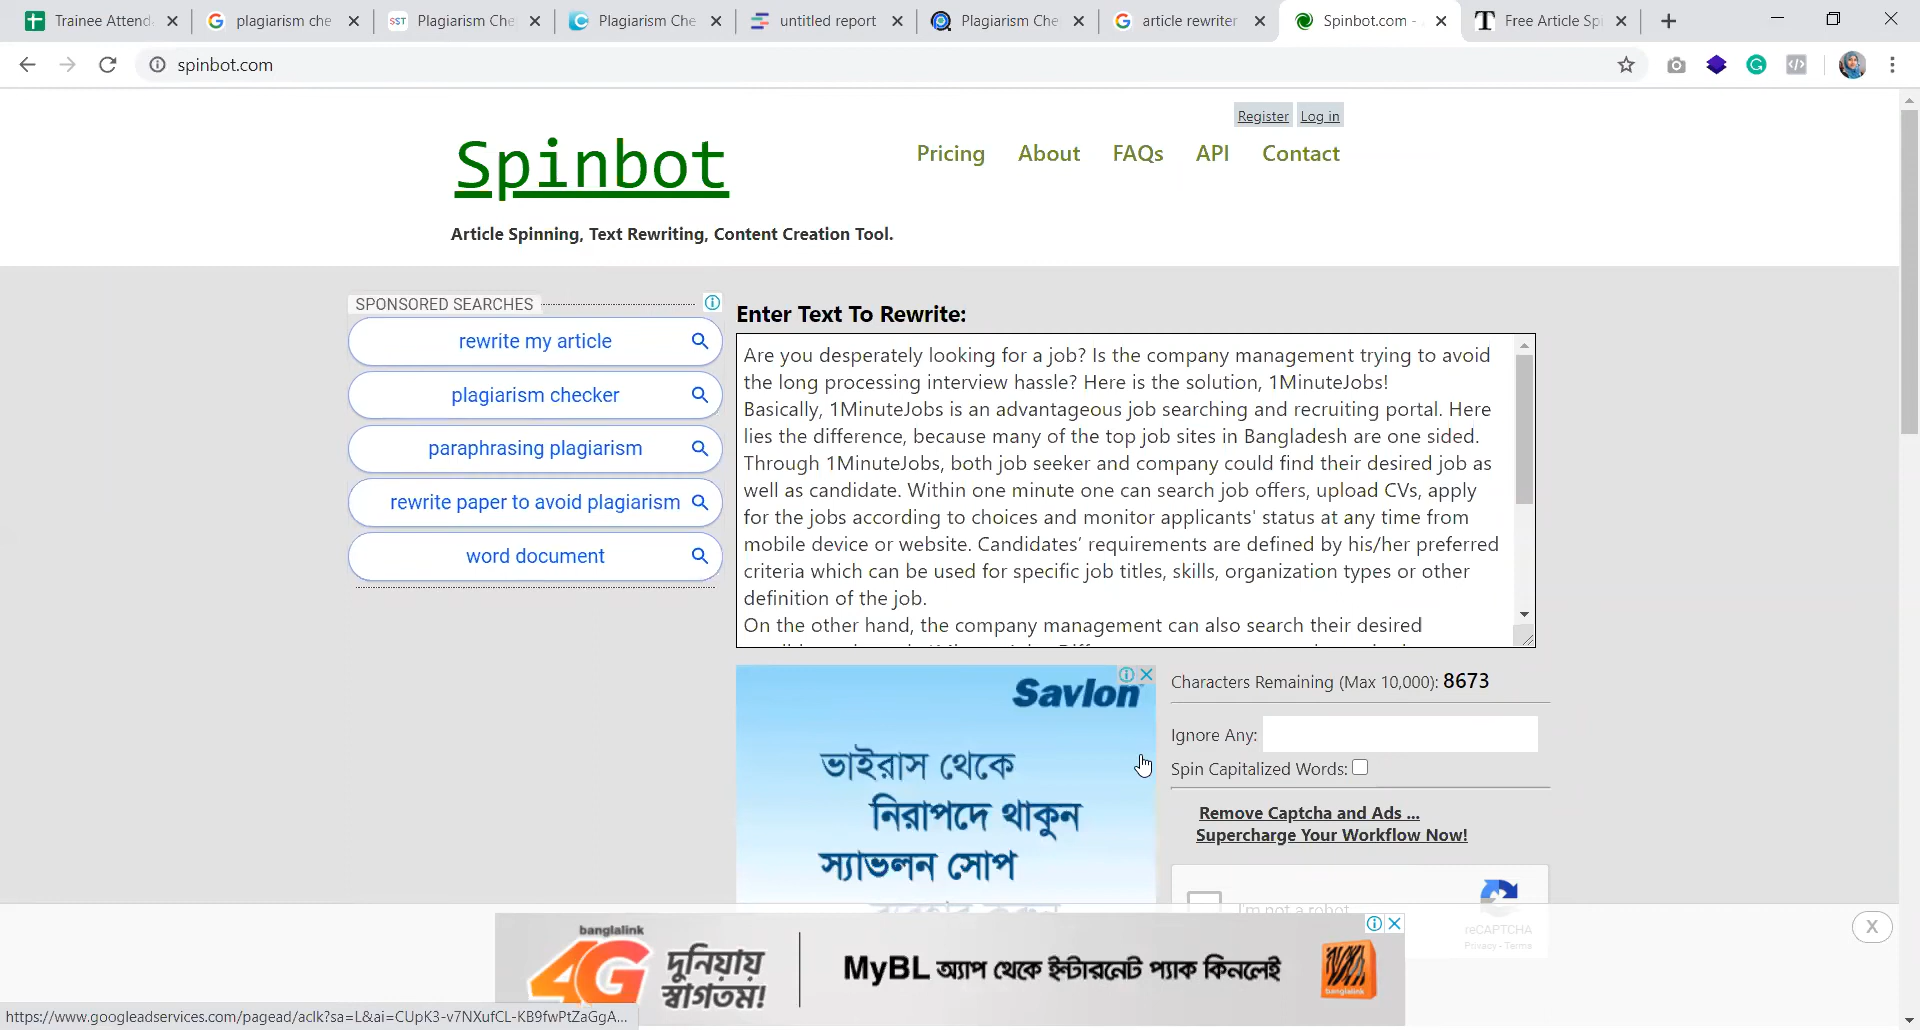 Trainee Attend
plagiarism che
SST
Plagiarism Che
Plagiarism Che
untitled report
Plagiarism Che
article rewriter
Spinbot.com -
Free Article Spi
spinbot.com
Register
Log in
Spinbot
Pricing
About
FAQs
API
Contact
Article Spinning, Text Rewriting, Content Creation Tool.
SPONSORED SEARCHES
rewrite my article
plagiarism checker
paraphrasing plagiarism
rewrite paper to avoid plagiarism
word document
Enter Text To Rewrite:
Are you desperately looking for a job? Is the company management trying to avoid
the long processing interview hassle? Here is the solution, 1MinuteJobs!
Basically, 1MinuteJobs is an advantageous job searching and recruiting portal. Here
lies the difference, because many of the top job sites in Bangladesh are one sided.
Through 1MinuteJobs, both job seeker and company could find their desired job as
well as candidate. Within one minute one can search job offers, upload CVs, apply
for the jobs according to choices and monitor applicants' status at any time from
mobile device or website. Candidates’ requirements are defined by his/her preferred
criteria which can be used for specific job titles, skills, organization types or other
definition of the job.
On the other hand, the company management can also search their desired
Savlon
ভাইরাস থেকে
নিরাপদে থাকুন
স্যাভলন সোপ
Characters Remaining (Max 10,000): 8673
Ignore Any:
Spin Capitalized Words:
Remove Captcha and Ads ...
Supercharge Your Workflow Now!
I'm not a robot
reCAPTCHA
Privacy - Terms
banglalink
4G
দুনিয়ায়
স্বাগতম!
MyBL অ্যাপ থেকে ইন্টারনেট প্যাক কিনলেই
banglalink
X
https://www.googleadservices.com/pagead/aclk?sa=L&ai=CUpK3-v7NXufCL-KB9fwPtZaGgA...